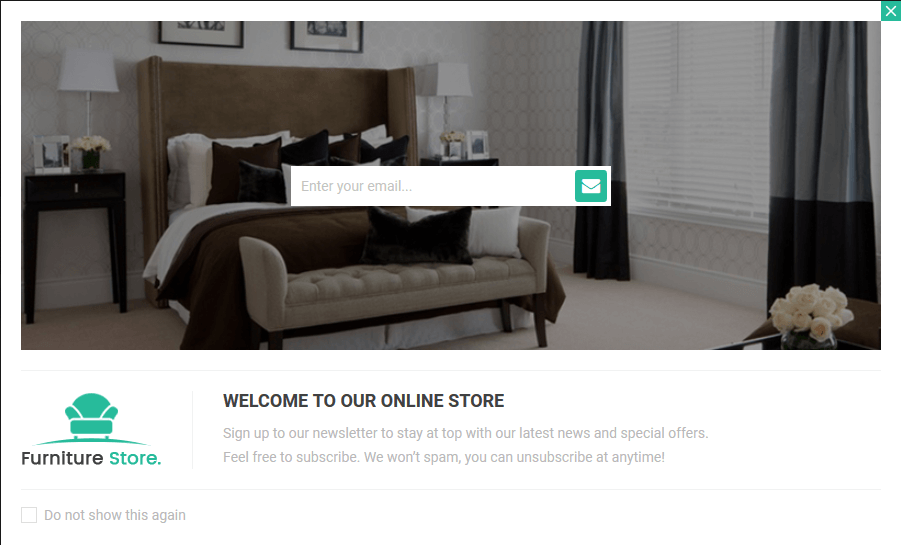 Enter your email...
WELCOME TO OUR ONLINE STORE
Sign up to our newsletter to stay at top with our latest news and special offers.
Feel free to subscribe. We won't spam, you can unsubscribe at anytime!
Furniture Store.
Do not show this again